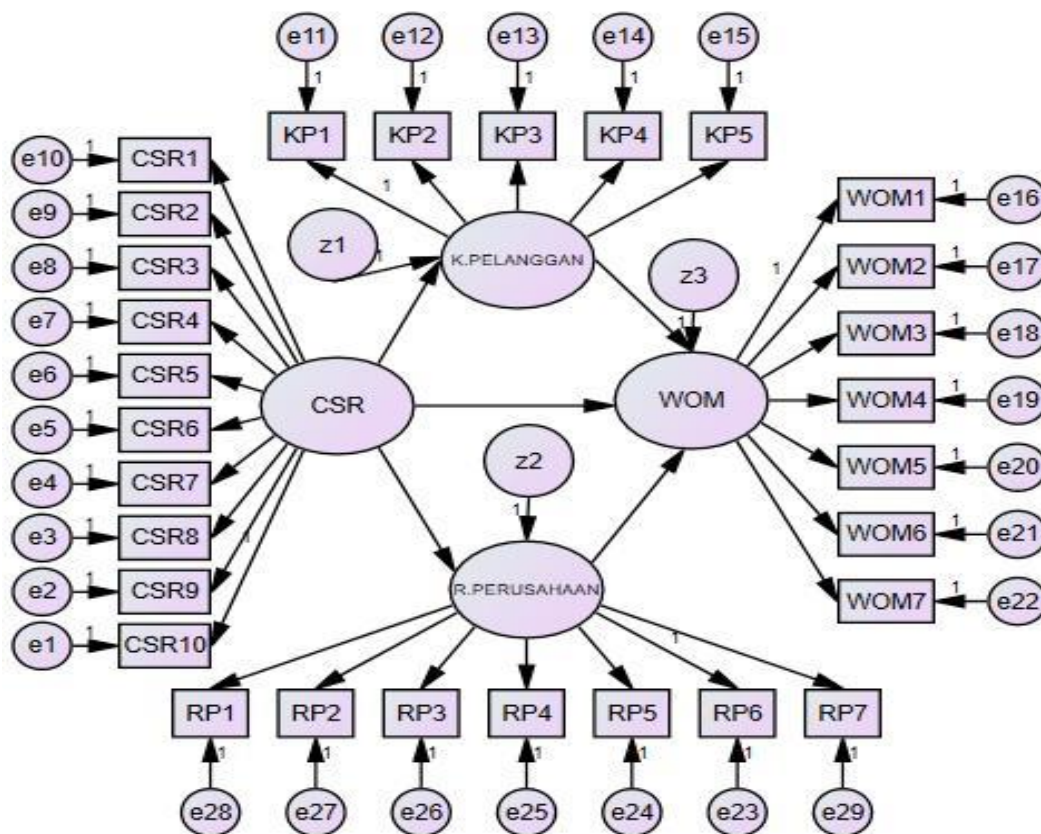 e11 e12 e13 e14 e15
1 1 1 1 1
KP1 KP2 KP3 KP4 KP5
1
e10 1 CSR1
e9 1 CSR2
e8 1 CSR3
e7 1 CSR4
e6 1 CSR5
e5 1 CSR6
e4 1 CSR7
e3 1 CSR8
e2 1 CSR9
e1 1 CSR10
1
z1 1
K.PELANGGAN
z3 1
CSR
WOM
z2 1
R.PERUSAHAAN
1
WOM1 1 e16
WOM2 1 e17
WOM3 1 e18
WOM4 1 e19
WOM5 1 e20
WOM6 1 e21
WOM7 1 e22
1
RP1 RP2 RP3 RP4 RP5 RP6 RP7
1 1 1 1 1 1 1
e28 e27 e26 e25 e24 e23 e29